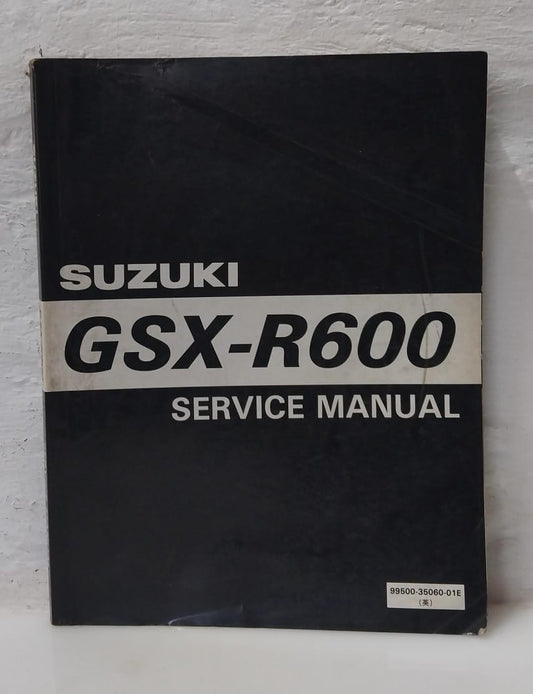 SUZUKI
GSX-R600
SERVICE MANUAL
99500-35060-01E
(英)